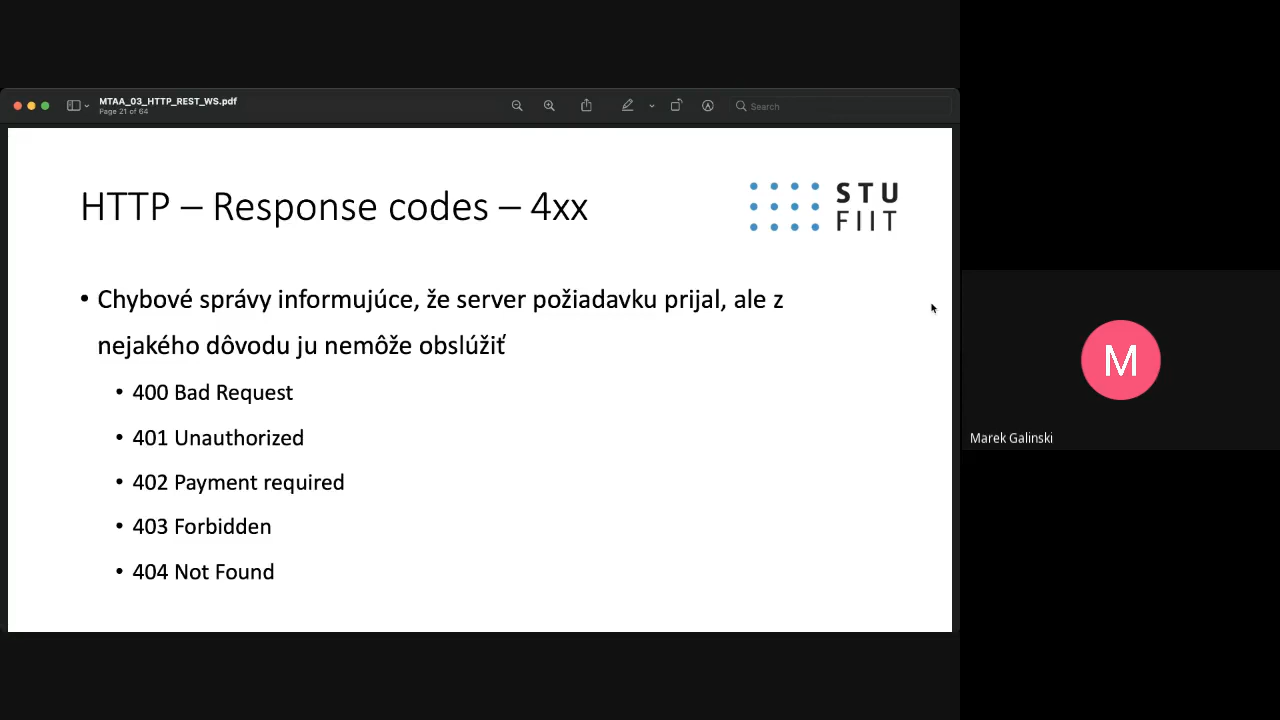 MTAA_03_HTTP_REST_WS.pdf
Page 21 of 64
Search
HTTP – Response codes – 4xx
STU
FIIT
• Chybové správy informujúce, že server požiadavku prijal, ale z
nejakého dôvodu ju nemôže obslúžiť
• 400 Bad Request
• 401 Unauthorized
• 402 Payment required
• 403 Forbidden
• 404 Not Found
M
Marek Galinski